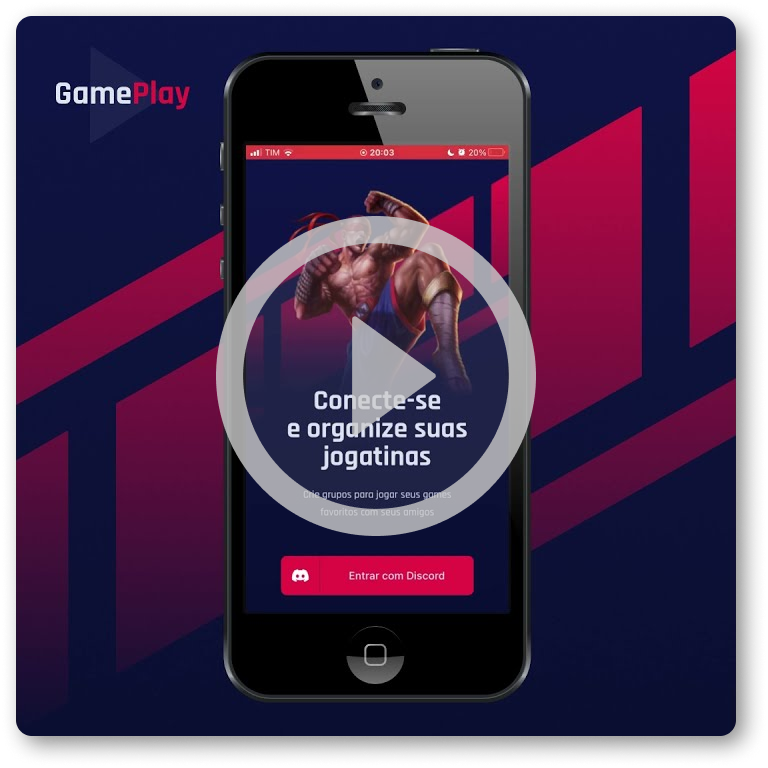 GamePlay
TIM 20:03 20%
Conecte-se
e organize suas
jogatinas
Crie grupos para jogar seus games
favoritos com seus amigos
Entrar com Discord